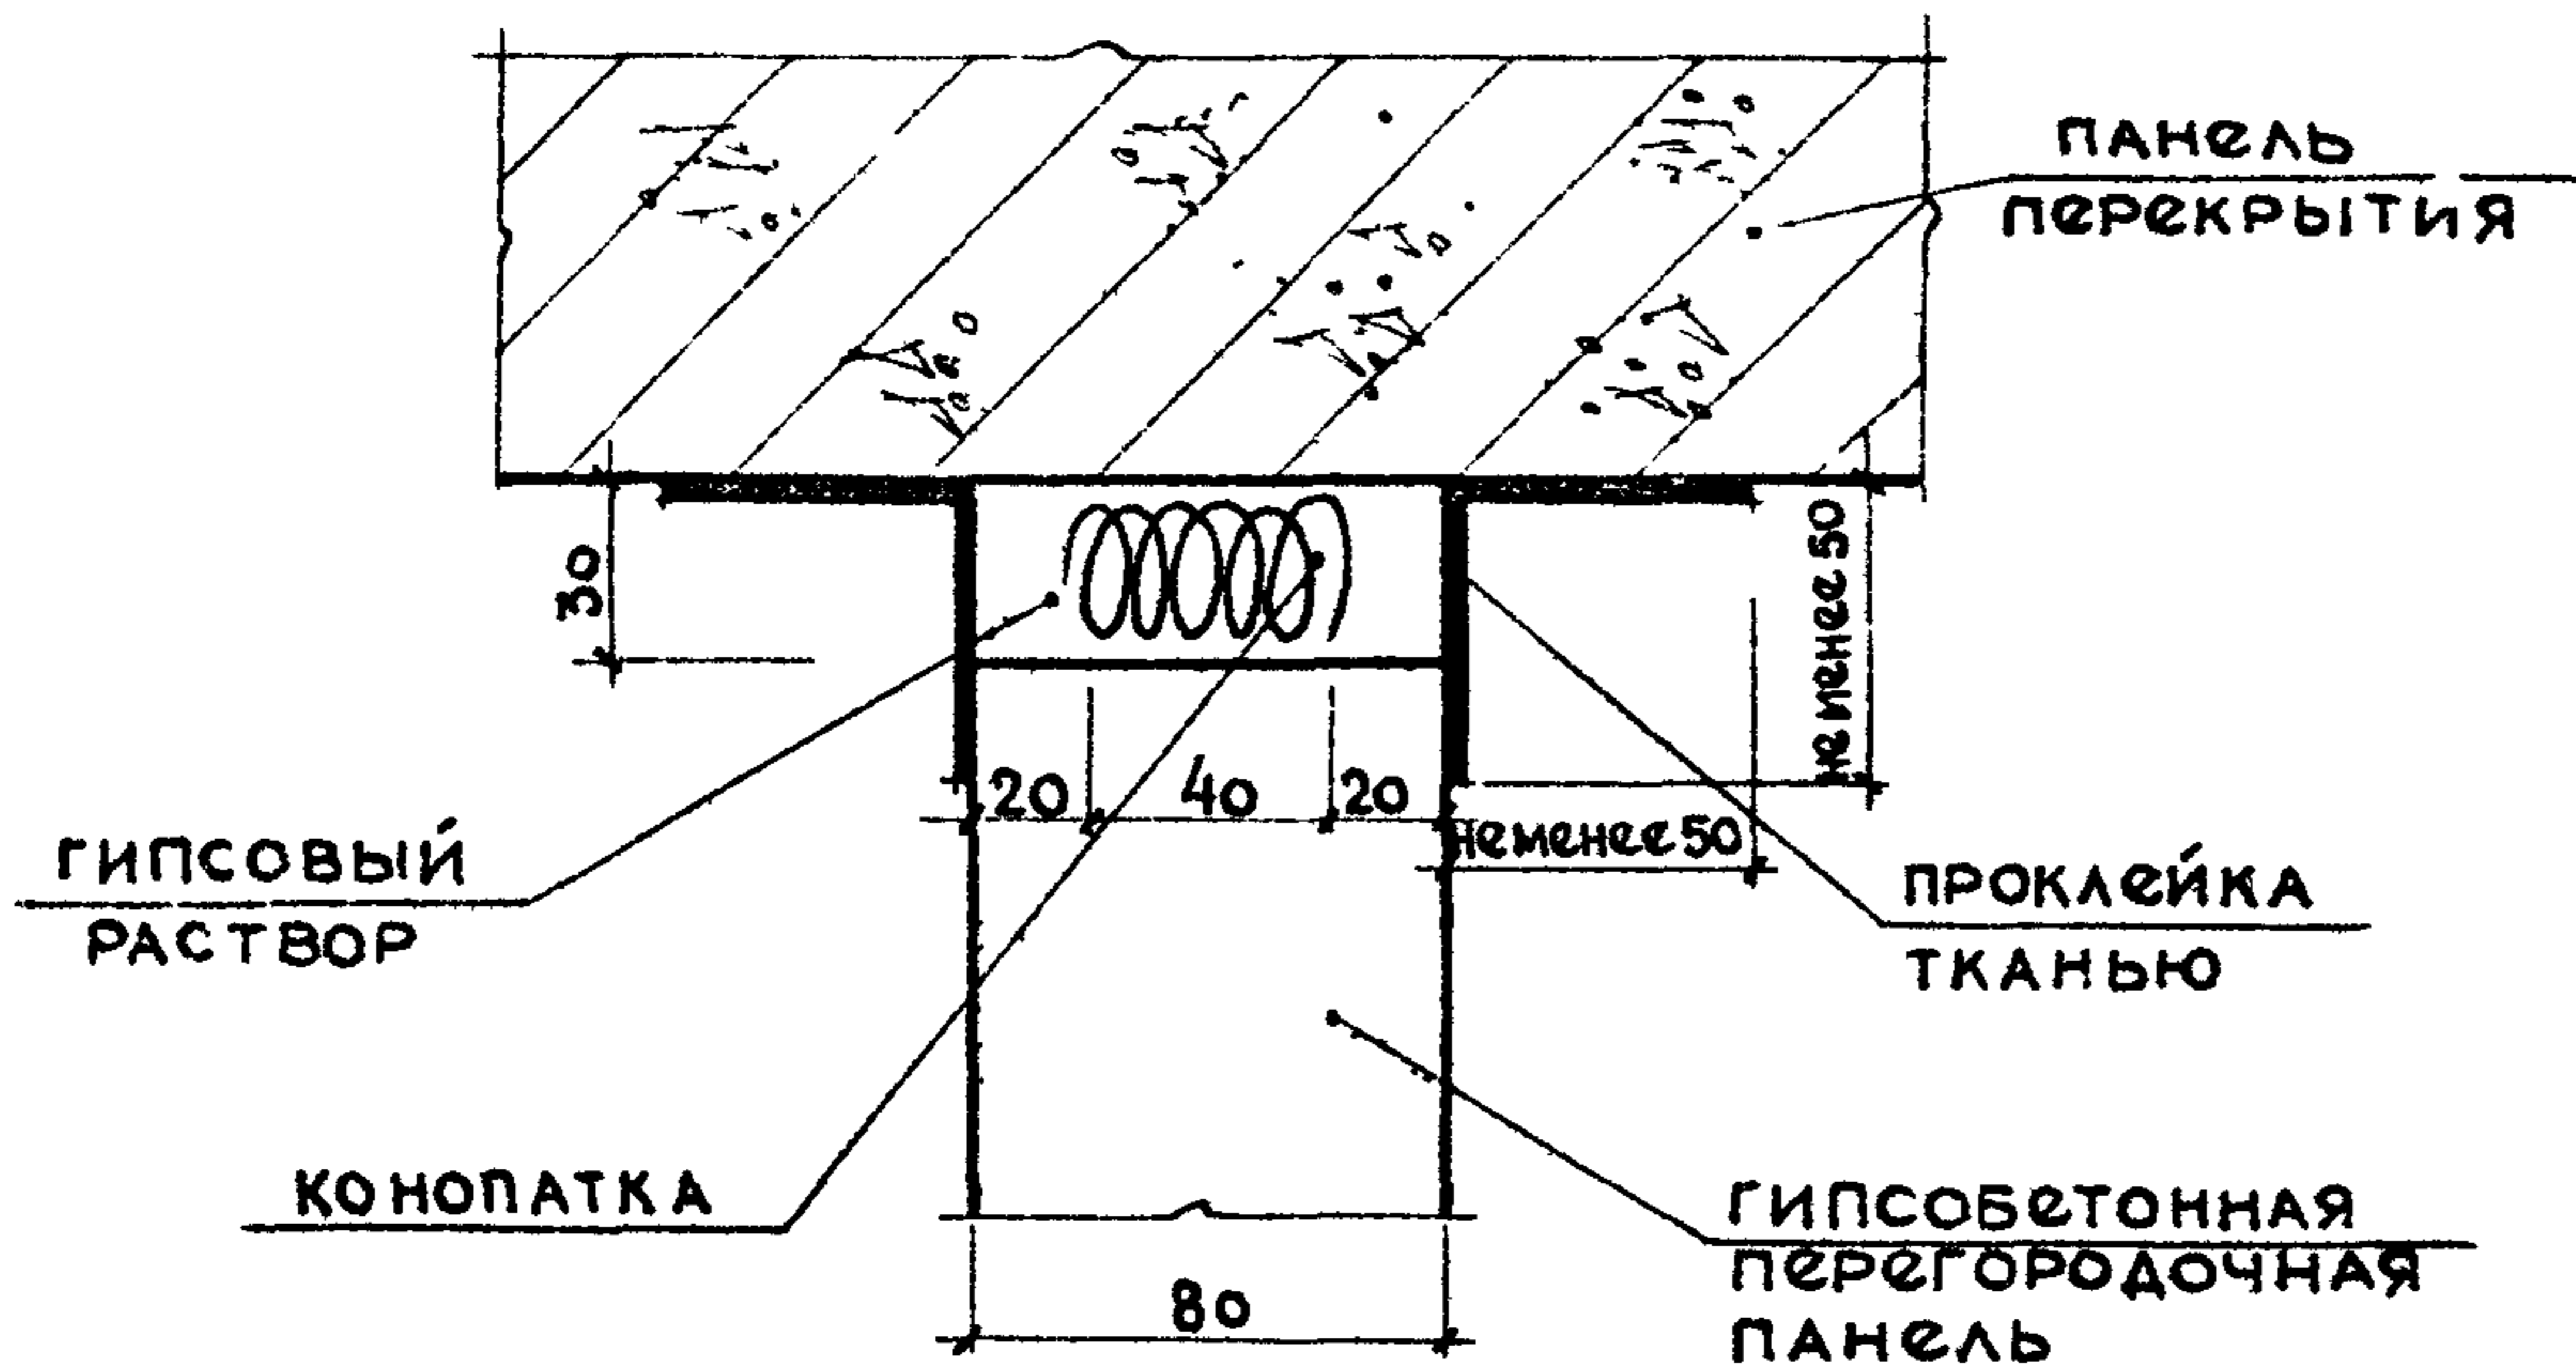 ПАНЕЛЬ
ПЕРЕКРЫТИЯ
30
не менее 50
20 40 20
не менее 50
ГИПСОВЫЙ
РАСТВОР
ПРОКЛЕЙКА
ТКАНЬЮ
КОНОПАТКА
ГИПСОБЕТОННАЯ
ПЕРЕГОРОДОЧНАЯ
ПАНЕЛЬ
80